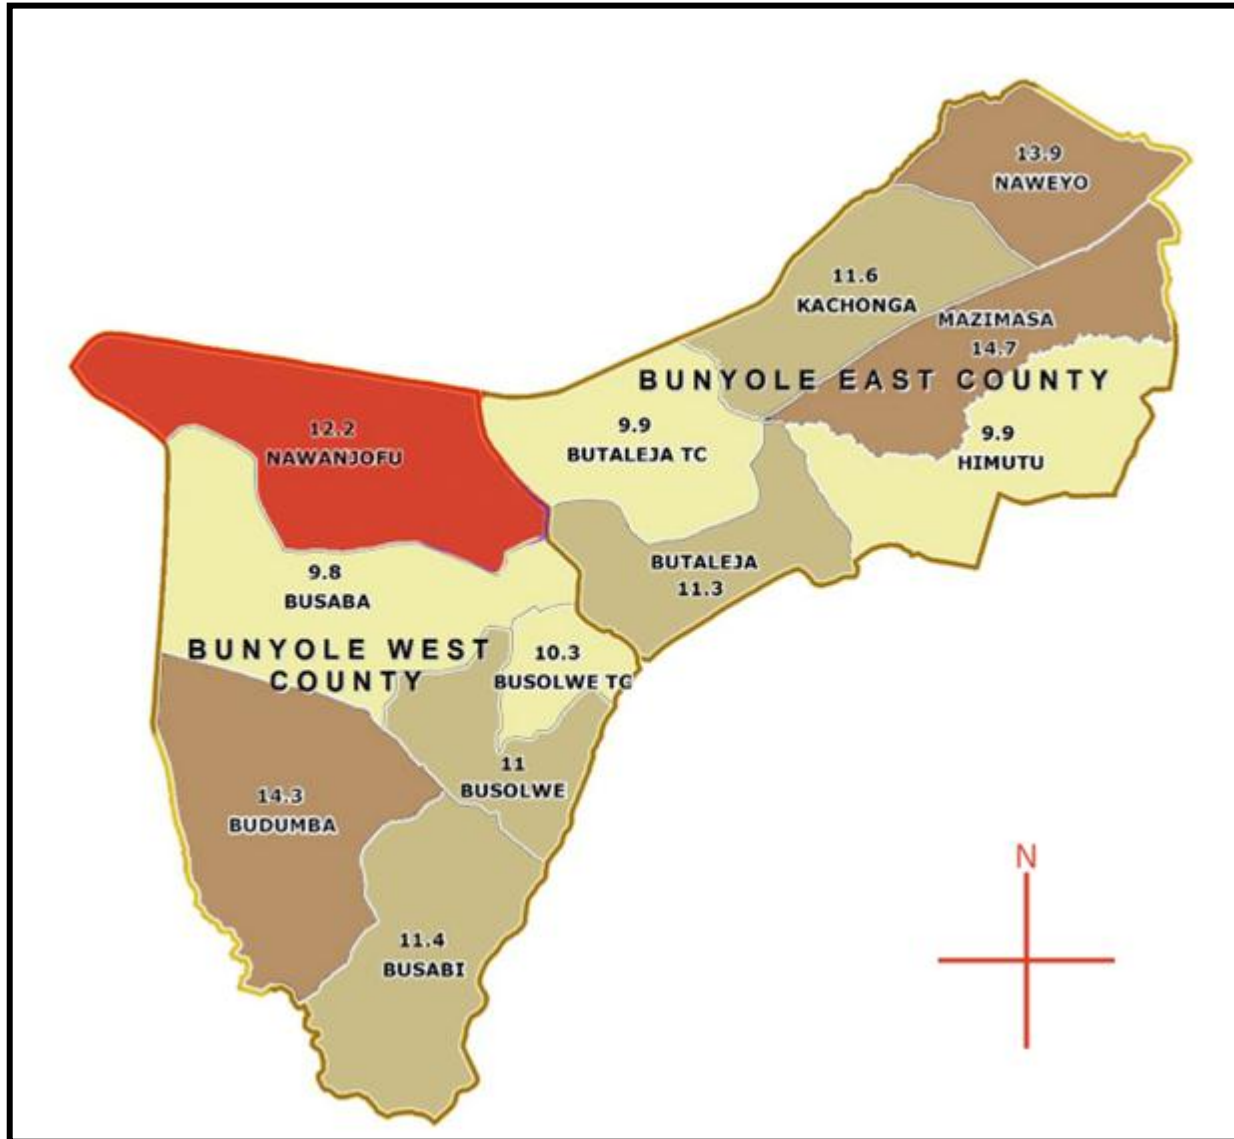 13.9
NAWEYO
11.6
KACHONGA
MAZIMASA
14.7
BUNYOLE EAST COUNTY
9.9
HIMUTU
9.9
BUTALEJA TC
12.2
NAWANJOFU
BUTALEJA
11.3
9.8
BUSABA
BUNYOLE WEST
COUNTY
10.3
BUSOLWE TC
11
BUSOLWE
14.3
BUDUMBA
11.4
BUSABI
N